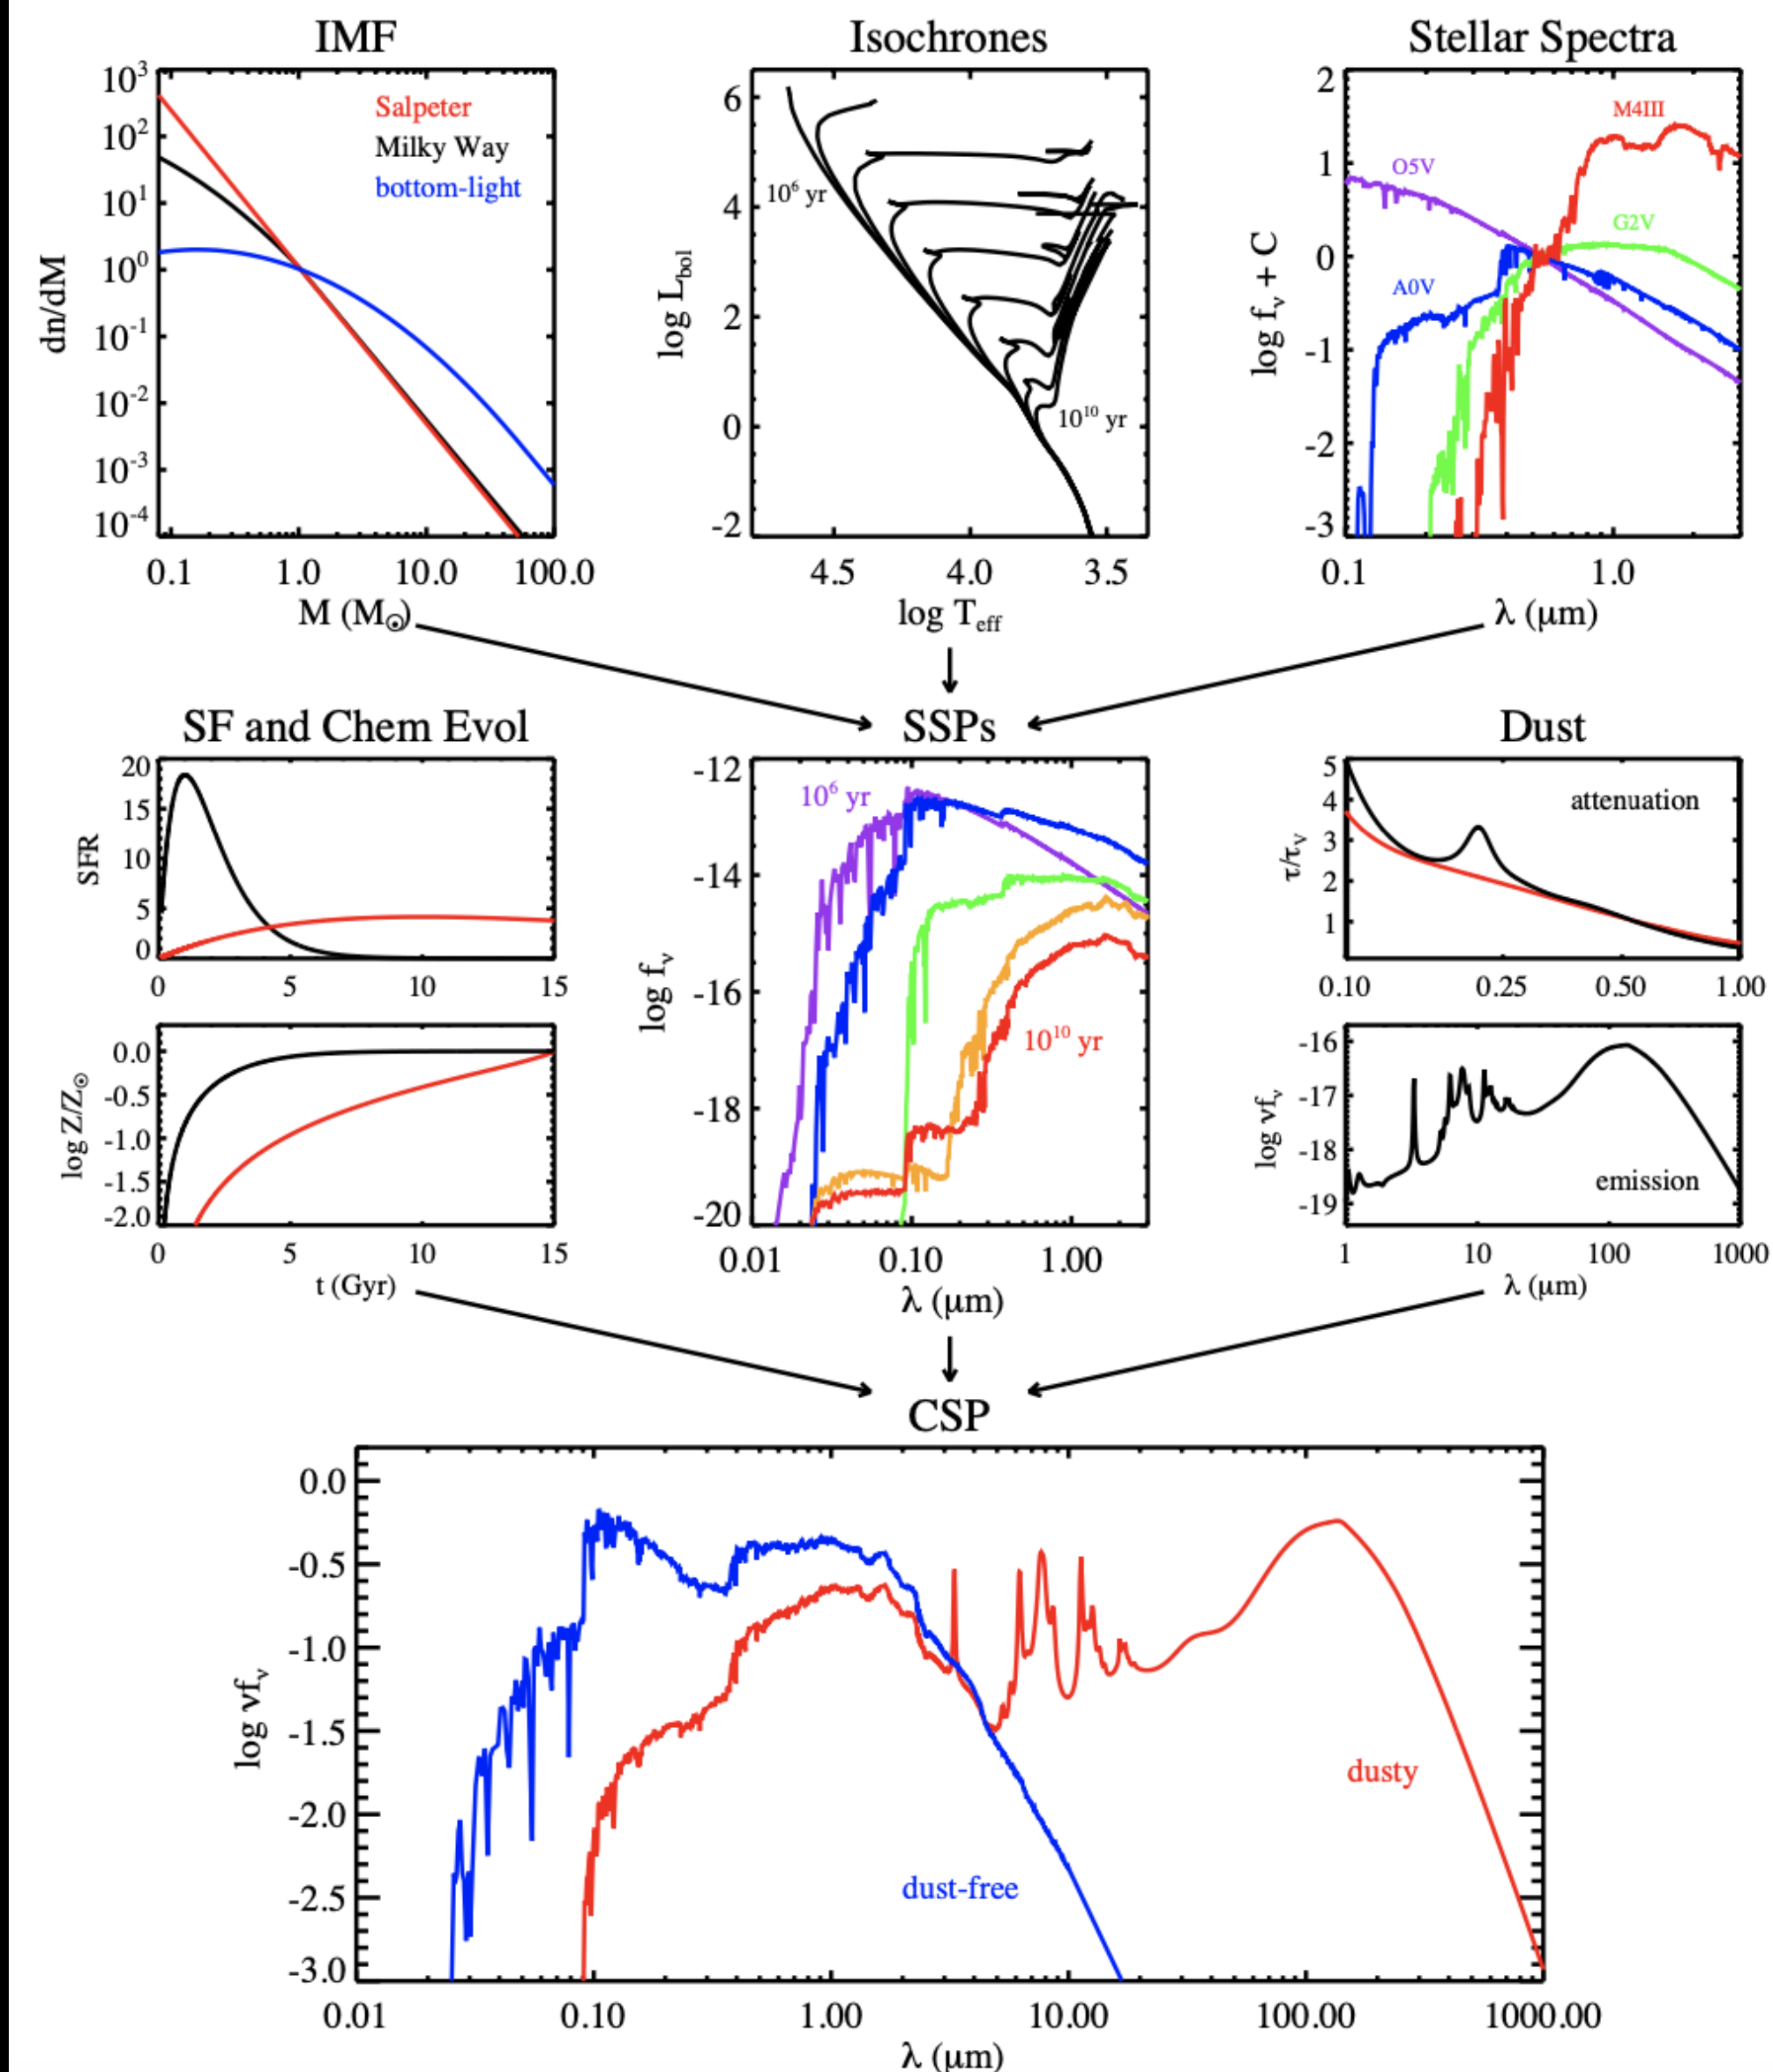 IMF
Isochrones
Stellar Spectra
10³
10²
10¹
10⁰
10⁻¹
10⁻²
10⁻³
10⁻⁴
dn/dM
Salpeter
Milky Way
bottom-light
0.1 1.0 10.0 100.0
M (M☉)
6
4
2
0
-2
log L_bol
10⁶ yr
10¹⁰ yr
4.5 4.0 3.5
log T_eff
2
1
0
-1
-2
-3
log f_ν + C
M4III
O5V
G2V
A0V
0.1 1.0
λ (μm)
SF and Chem Evol
SSPs
Dust
20
15
10
5
0
SFR
0 5 10 15
0.0
-0.5
-1.0
-1.5
-2.0
log Z/Z☉
0 5 10 15
t (Gyr)
-12
-14
-16
-18
-20
log f_ν
10⁶ yr
10¹⁰ yr
0.01 0.10 1.00
λ (μm)
5
4
3
2
1
τ/τ_V
attenuation
0.10 0.25 0.50 1.00
-16
-17
-18
-19
log νf_ν
emission
1 10 100 1000
λ (μm)
CSP
0.0
-0.5
-1.0
-1.5
-2.0
-2.5
-3.0
log νf_ν
dusty
dust-free
0.01 0.10 1.00 10.00 100.00 1000.00
λ (μm)